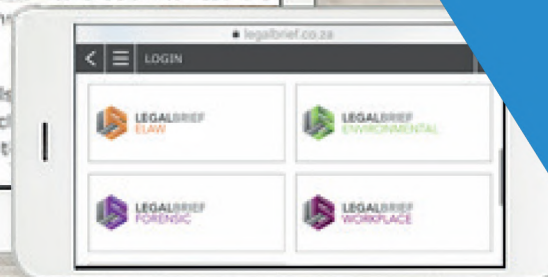 legalbrief.co.za
LOGIN
LEGALBRIEF
ELAW
LEGALBRIEF
ENVIRONMENTAL
LEGALBRIEF
FORENSIC
LEGALBRIEF
WORKPLACE